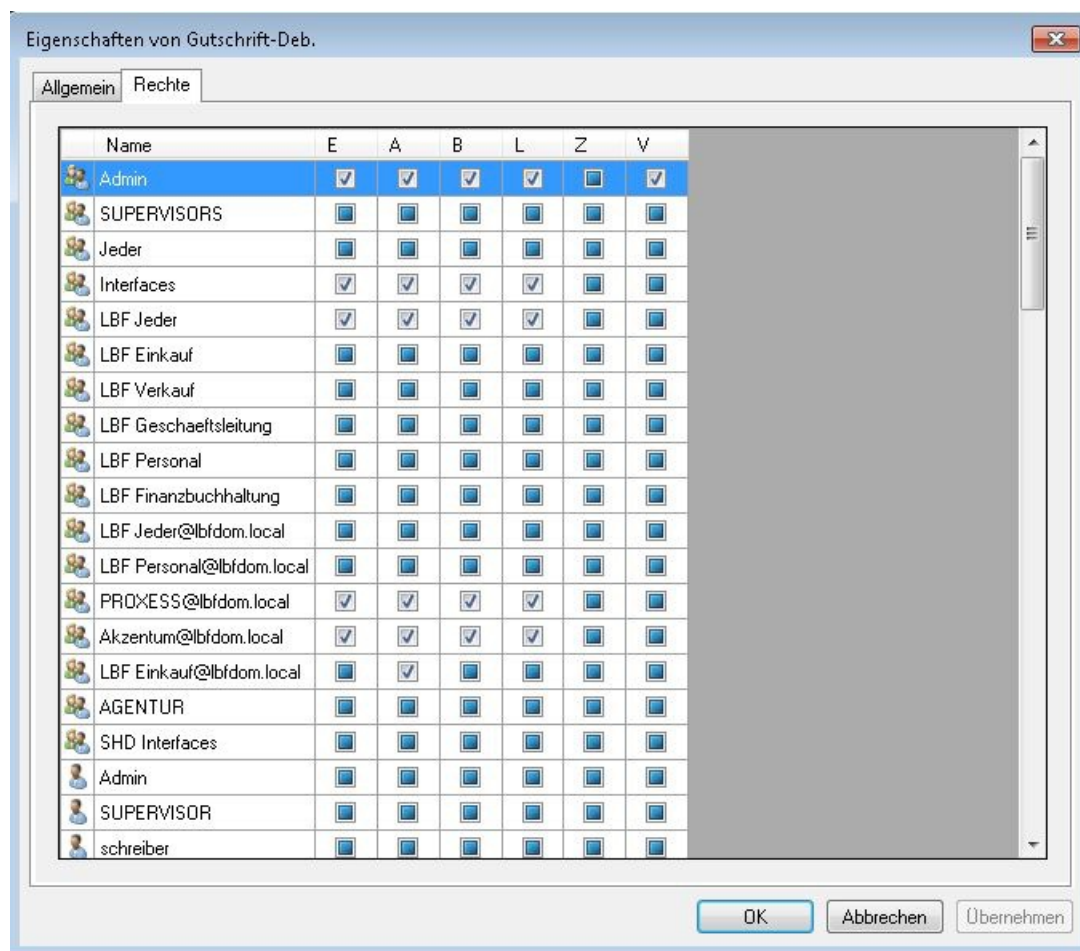 Eigenschaften von Gutschrift-Deb.
Allgemein Rechte
Name E A B L Z V
Admin
SUPERVISORS
Jeder
Interfaces
LBF Jeder
LBF Einkauf
LBF Verkauf
LBF Geschaeftsleitung
LBF Personal
LBF Finanzbuchhaltung
LBF Jeder@lbfdom.local
LBF Personal@lbfdom.local
PROXESS@lbfdom.local
Akzentum@lbfdom.local
LBF Einkauf@lbfdom.local
AGENTUR
SHD Interfaces
Admin
SUPERVISOR
schreiber
OK Abbrechen Übernehmen